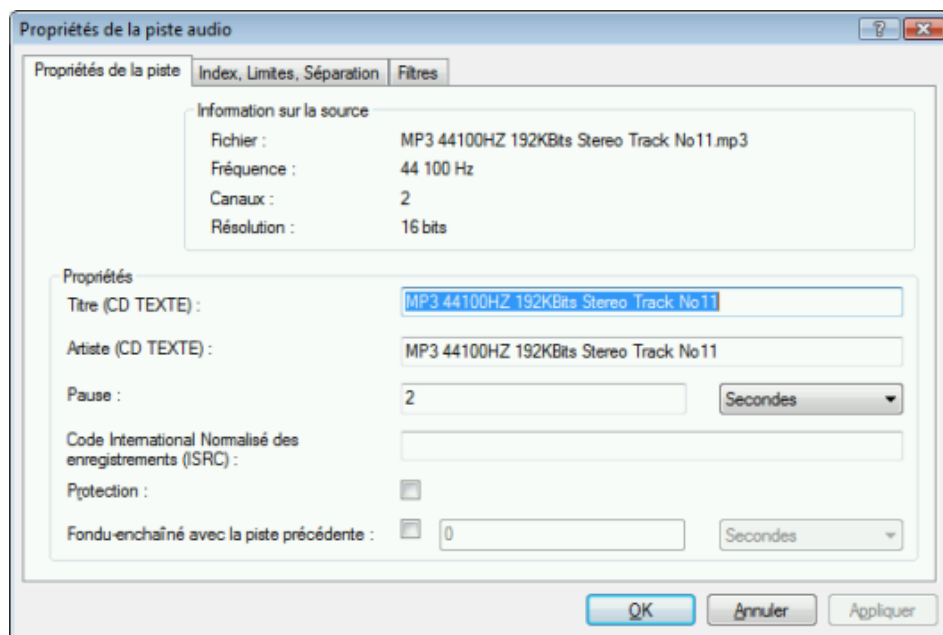 Propriétés de la piste audio
Propriétés de la piste
Index, Limites, Séparation
Filtres
Information sur la source
Fichier : MP3 44100HZ 192KBits Stereo Track No11.mp3
Fréquence : 44 100 Hz
Canaux : 2
Résolution : 16 bits
Propriétés
Titre (CD TEXTE) : MP3 44100HZ 192KBits Stereo Track No11
Artiste (CD TEXTE) : MP3 44100HZ 192KBits Stereo Track No11
Pause : 2 Secondes
Code International Normalisé des
enregistrements (ISRC) :
Protection :
Fondu-enchaîné avec la piste précédente : 0 Secondes
OK Annuler Appliquer